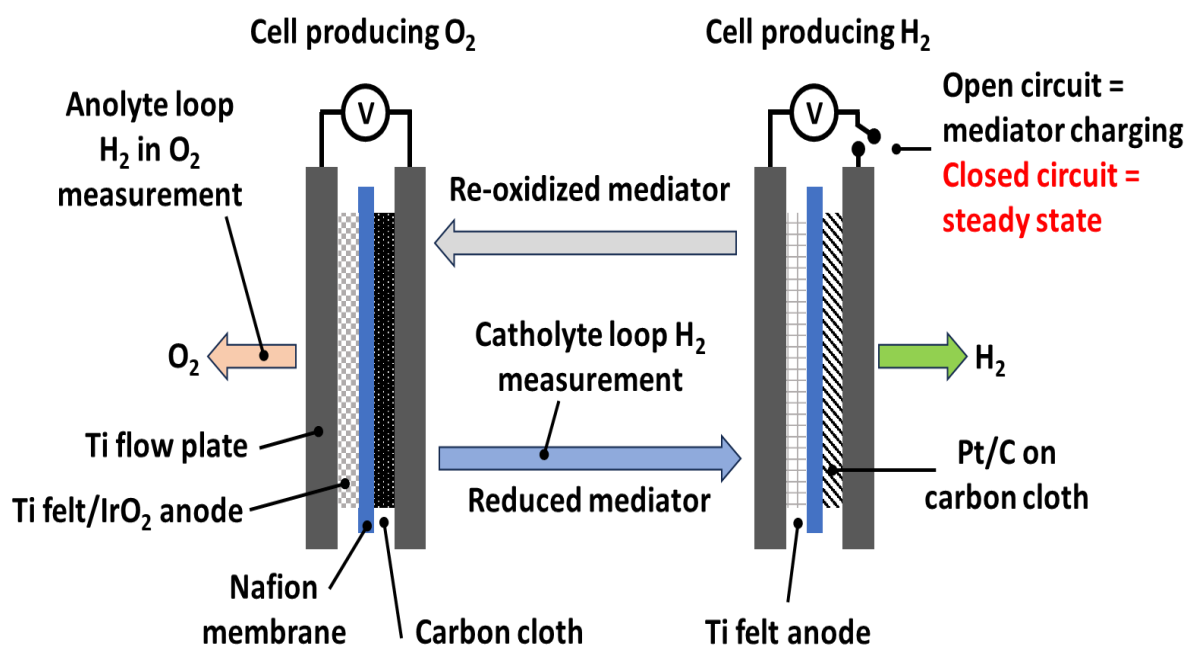 Cell producing O₂
Cell producing H₂
Anolyte loop
H₂ in O₂
measurement
V
V
Open circuit =
mediator charging
Closed circuit =
steady state
Re-oxidized mediator
O₂
Catholyte loop H₂
measurement
H₂
Ti flow plate
Reduced mediator
Pt/C on
carbon cloth
Ti felt/IrO₂ anode
Nafion
membrane
Carbon cloth
Ti felt anode